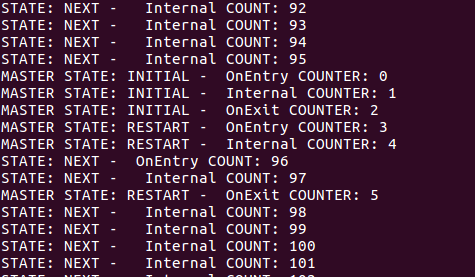 STATE: NEXT -   Internal COUNT: 92
STATE: NEXT -   Internal COUNT: 93
STATE: NEXT -   Internal COUNT: 94
STATE: NEXT -   Internal COUNT: 95
MASTER STATE: INITIAL -  OnEntry COUNTER: 0
MASTER STATE: INITIAL -  Internal COUNTER: 1
MASTER STATE: INITIAL -  OnExit COUNTER: 2
MASTER STATE: RESTART -  OnEntry COUNTER: 3
MASTER STATE: RESTART -  Internal COUNTER: 4
STATE: NEXT -  OnEntry COUNT: 96
STATE: NEXT -   Internal COUNT: 97
MASTER STATE: RESTART -  OnExit COUNTER: 5
STATE: NEXT -   Internal COUNT: 98
STATE: NEXT -   Internal COUNT: 99
STATE: NEXT -   Internal COUNT: 100
STATE: NEXT -   Internal COUNT: 101